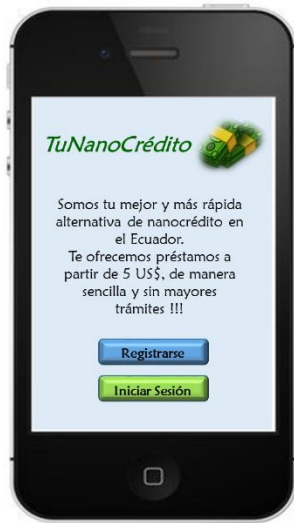 TuNanoCrédito
Somos tu mejor y más rápida
alternativa de nanocrédito en
el Ecuador.
Te ofrecemos préstamos a
partir de 5 US$, de manera
sencilla y sin mayores
trámites !!!
Registrarse
Iniciar Sesión